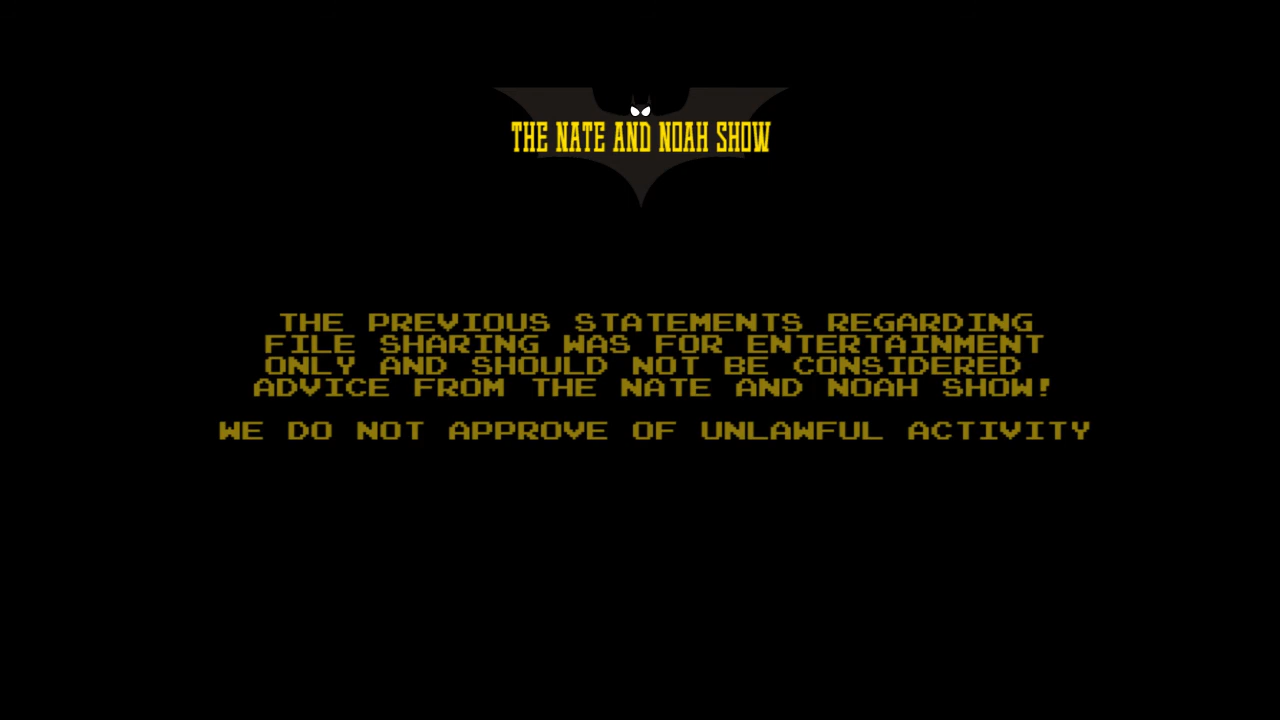 THE NATE AND NOAH SHOW
THE PREVIOUS STATEMENTS REGARDING
FILE SHARING WAS FOR ENTERTAINMENT
ONLY AND SHOULD NOT BE CONSIDERED
ADVICE FROM THE NATE AND NOAH SHOW!
WE DO NOT APPROVE OF UNLAWFUL ACTIVITY